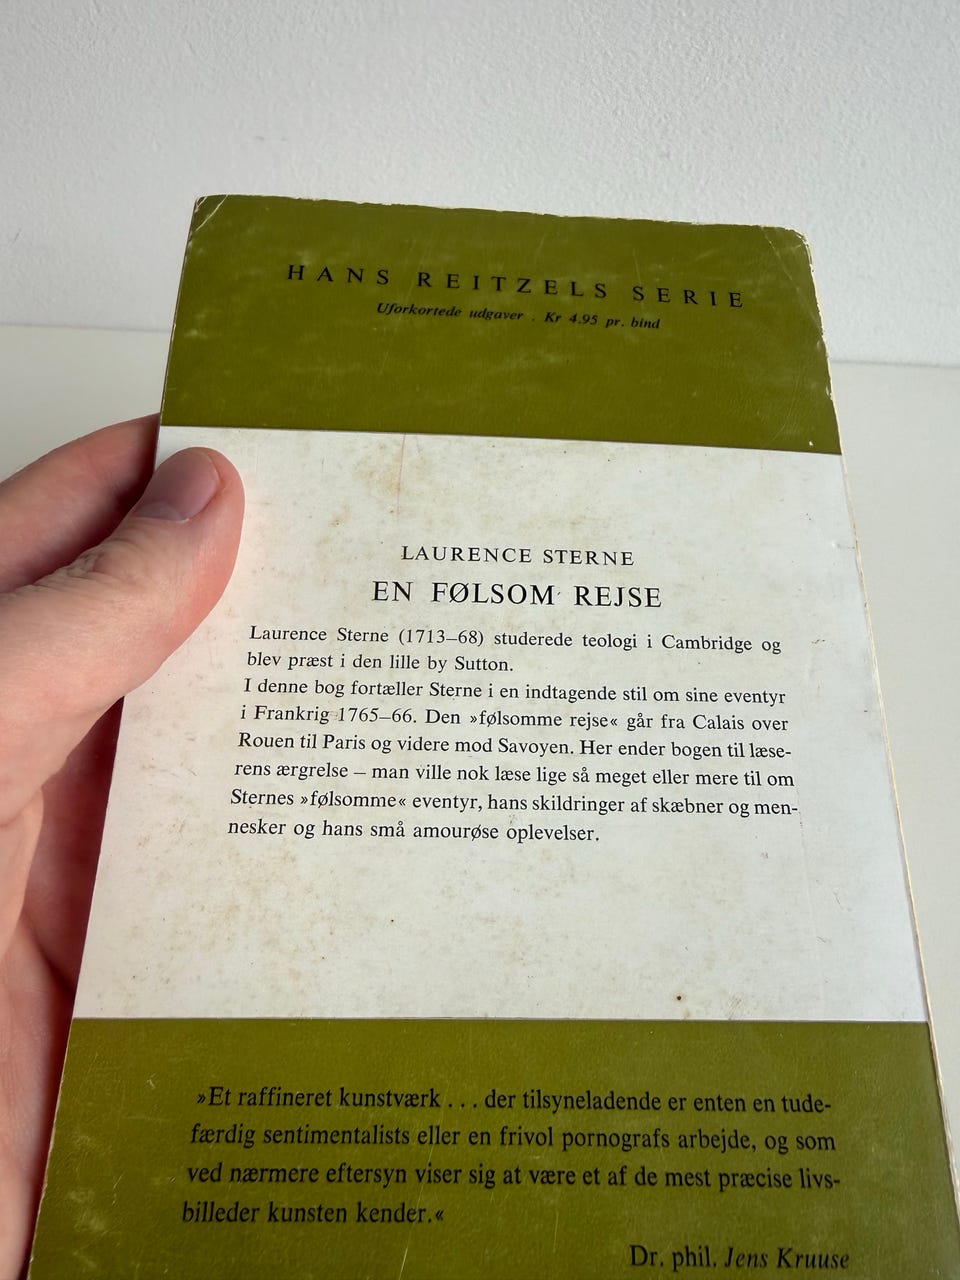 HANS REITZELS SERIE
Uforkortede udgaver . Kr 4.95 pr. bind
LAURENCE STERNE
EN FØLSOM REJSE
Laurence Sterne (1713–68) studerede teologi i Cambridge og
blev præst i den lille by Sutton.
I denne bog fortæller Sterne i en indtagende stil om sine eventyr
i Frankrig 1765–66. Den »følsomme rejse« går fra Calais over
Rouen til Paris og videre mod Savoyen. Her ender bogen til læse-
rens ærgrelse – man ville nok læse lige så meget eller mere til om
Sternes »følsomme« eventyr, hans skildringer af skæbner og men-
nesker og hans små amourøse oplevelser.
»Et raffineret kunstværk . . . der tilsyneladende er enten en tude-
færdig sentimentalists eller en frivol pornografs arbejde, og som
ved nærmere eftersyn viser sig at være et af de mest præcise livs-
billeder kunsten kender.«
Dr. phil. Jens Kruuse